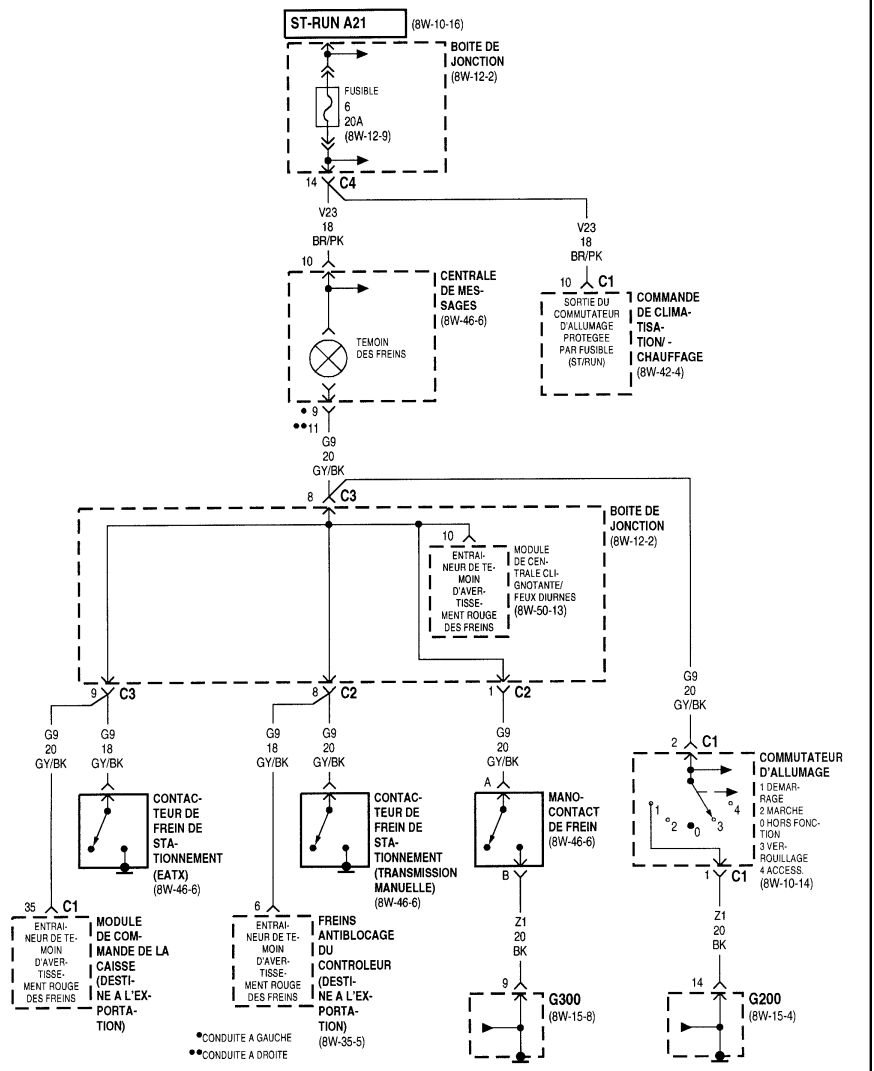 ST-RUN A21
(8W-10-16)
BOITE DE
JONCTION
(8W-12-2)
FUSIBLE
6
20A
(8W-12-9)
14
C4
V23
18
BR/PK
V23
18
BR/PK
10
10
C1
CENTRALE
DE MES-
SAGES
(8W-46-6)
TEMOIN
DES FREINS
SORTIE DU
COMMUTATEUR
D'ALLUMAGE
PROTEGEE
PAR FUSIBLE
(ST/RUN)
COMMANDE
DE CLIMA-
TISA-
TION/ -
CHAUFFAGE
(8W-42-4)
• 9
••11
G9
20
GY/BK
8
C3
BOITE DE
JONCTION
(8W-12-2)
10
ENTRAI-
NEUR DE TE-
MOIN
D'AVER-
TISSE-
MENT ROUGE
DES FREINS
MODULE
DE CEN-
TRALE CLI-
GNOTANTE/
FEUX DIURNES
(8W-50-13)
9
C3
8
C2
1
C2
G9
20
GY/BK
G9
20
GY/BK
G9
18
GY/BK
G9
18
GY/BK
G9
20
GY/BK
G9
20
GY/BK
2
C1
COMMUTATEUR
D'ALLUMAGE
1 DEMAR-
RAGE
2 MARCHE
0 HORS FONC-
TION
3 VER-
ROUILLAGE
4 ACCESS.
(8W-10-14)
1
2
0
3
4
1
C1
CONTAC-
TEUR DE
FREIN DE
STA-
TIONNEMENT
(EATX)
(8W-46-6)
CONTAC-
TEUR DE
FREIN DE
STA-
TIONNEMENT
(TRANSMISSION
MANUELLE)
(8W-46-6)
A
MANO-
CONTACT
DE FREIN
(8W-46-6)
B
35
C1
ENTRAI-
NEUR DE TE-
MOIN
D'AVER-
TISSE-
MENT ROUGE
DES FREINS
MODULE
DE COM-
MANDE DE LA
CAISSE
(DESTI-
NE A L'EX-
PORTA-
TION)
6
ENTRAI-
NEUR DE TE-
MOIN
D'AVER-
TISSE-
MENT ROUGE
DES FREINS
FREINS
ANTIBLOCAGE
DU
CONTROLEUR
(DESTI-
NE A L'EX-
PORTA-
TION)
(8W-35-5)
Z1
20
BK
Z1
20
BK
9
G300
(8W-15-8)
14
G200
(8W-15-4)
•CONDUITE A GAUCHE
••CONDUITE A DROITE